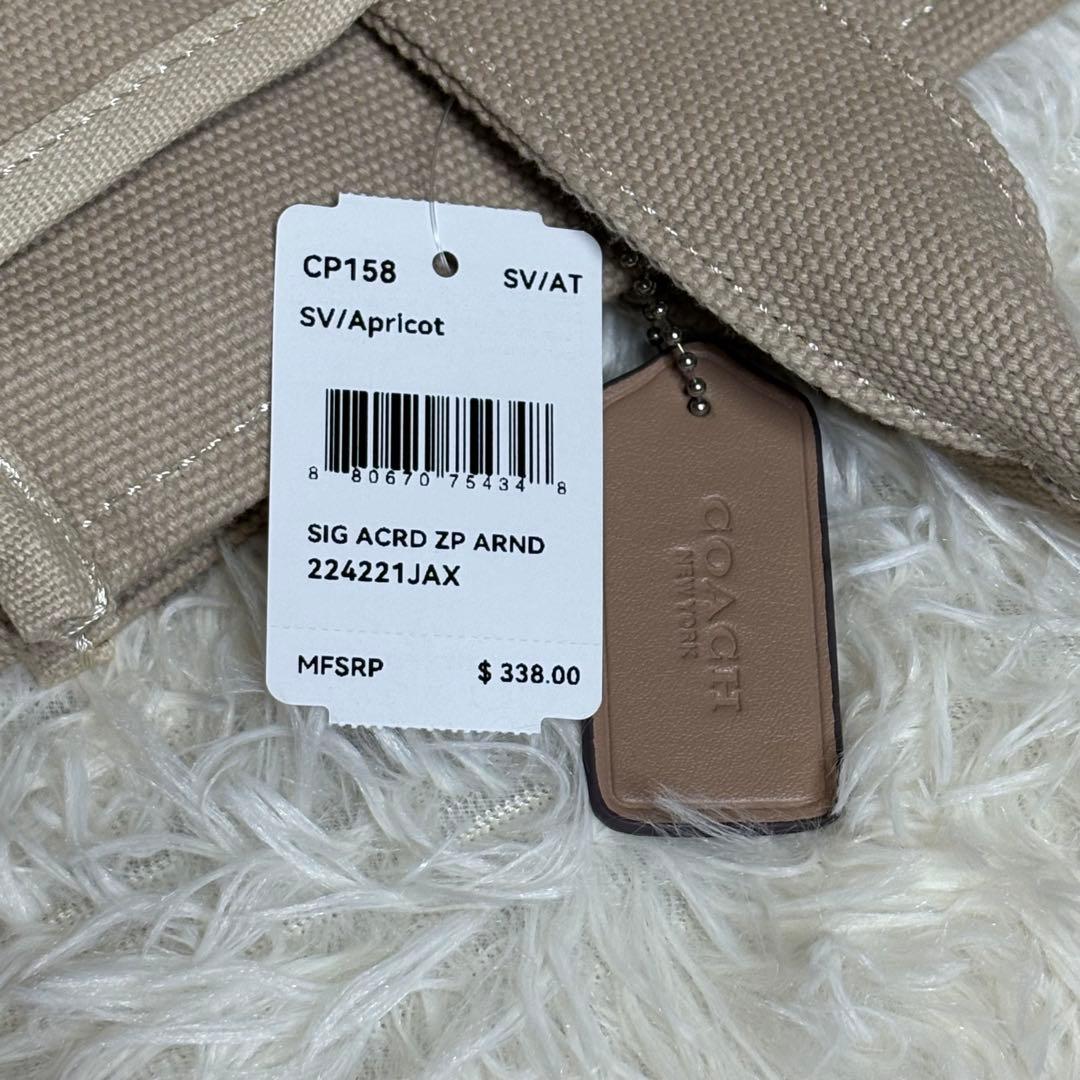 CP158 SV/AT
SV/Apricot
8 80670 75434 8
SIG ACRD ZP ARND
224221JAX
MFSRP $ 338.00
COACH
NEW YORK